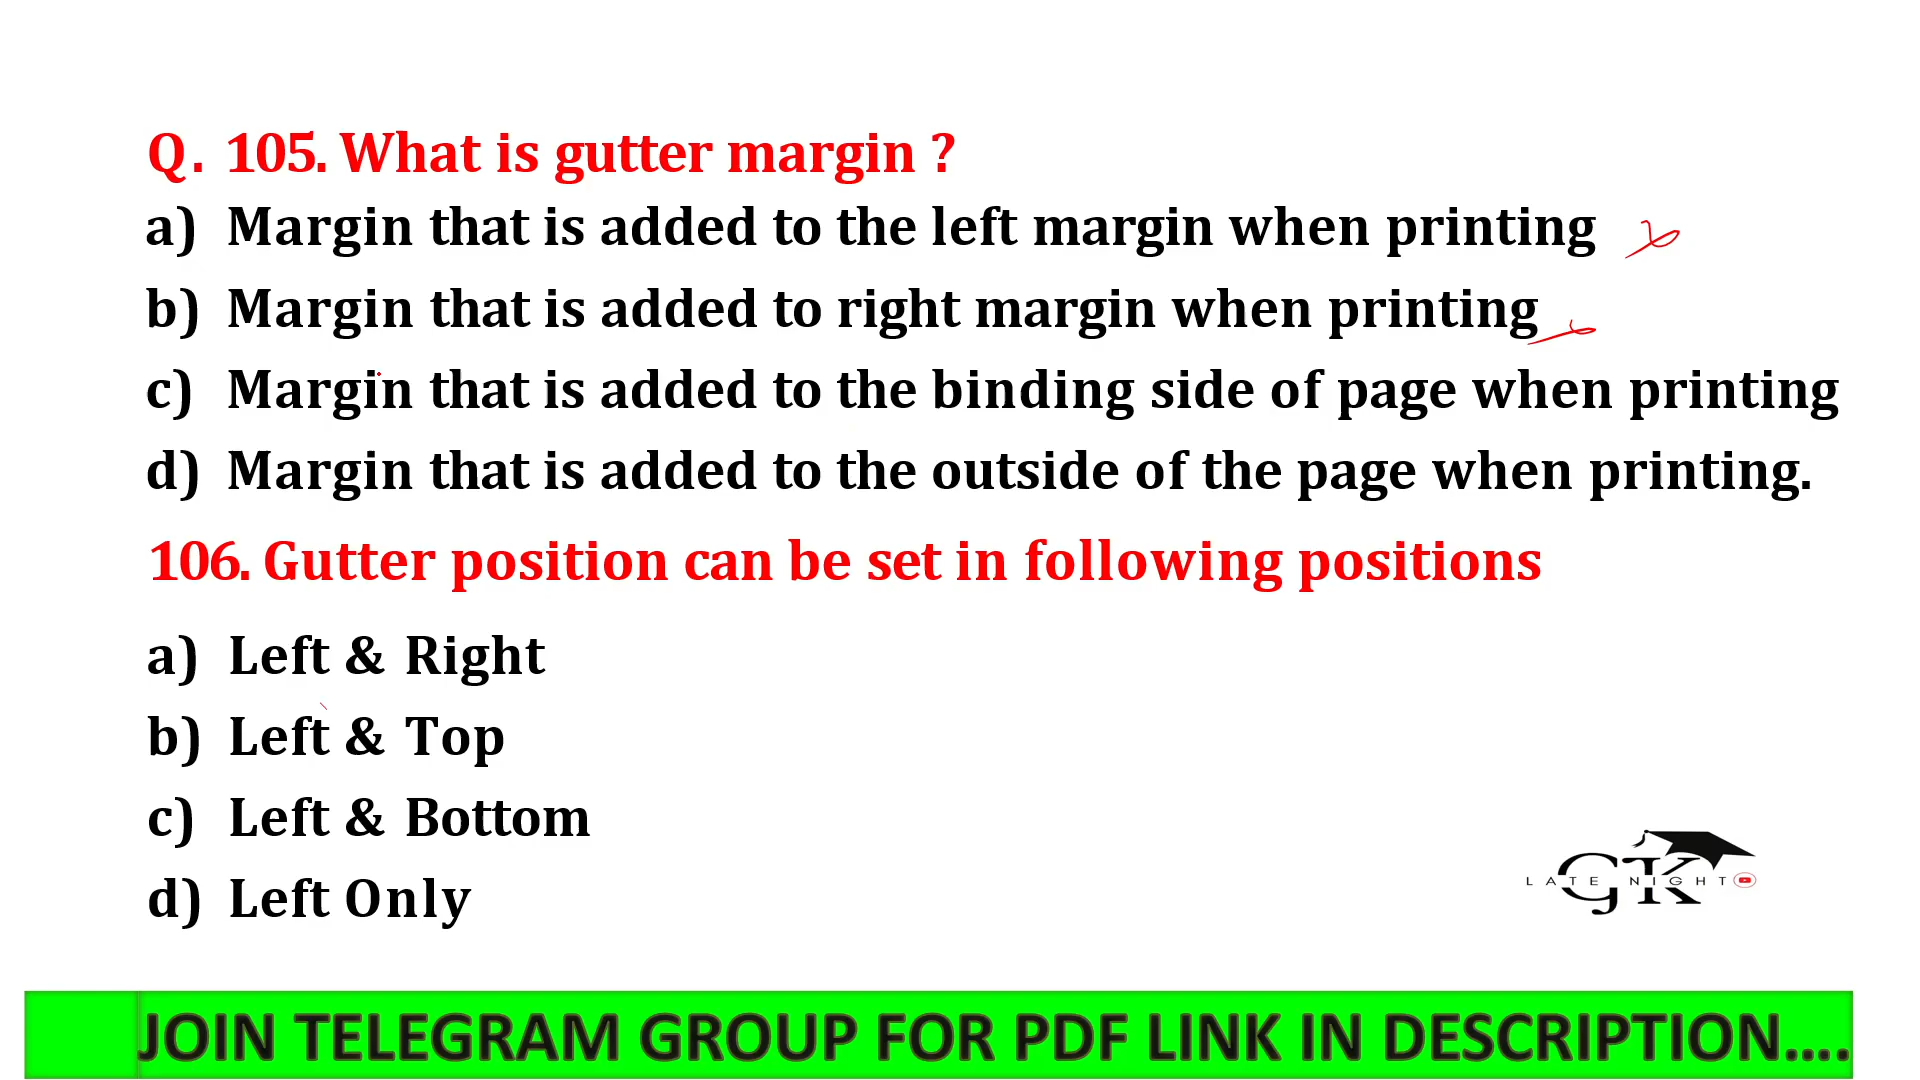 Q. 105. What is gutter margin ?
a) Margin that is added to the left margin when printing
b) Margin that is added to right margin when printing
c) Margin that is added to the binding side of page when printing
d) Margin that is added to the outside of the page when printing.
106. Gutter position can be set in following positions
a) Left & Right
b) Left & Top
c) Left & Bottom
d) Left Only
GK
LATE NIGHT
JOIN TELEGRAM GROUP FOR PDF LINK IN DESCRIPTION....